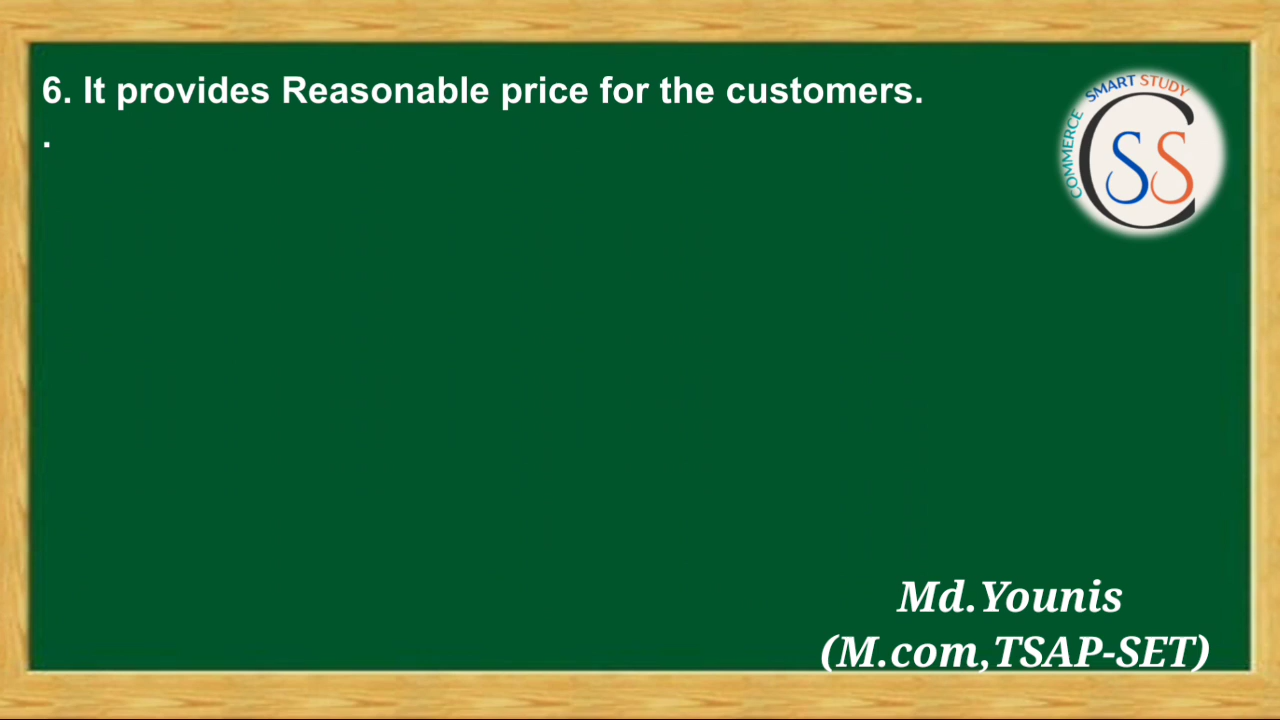 6. It provides Reasonable price for the customers.
.
COMMERCE SMART STUDY
CSS
Md.Younis
(M.com,TSAP-SET)